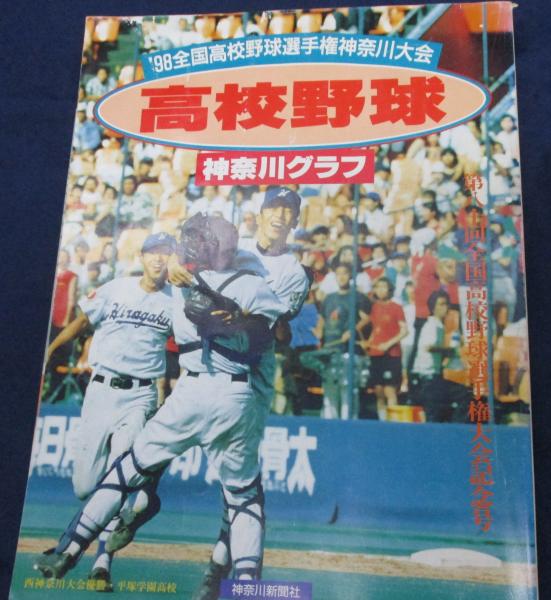 '98全国高校野球選手権神奈川大会
高校野球
神奈川グラフ
第八十回全国高校野球選手権大会記念号
Hiragaku
骨太
西神奈川大会優勝・平塚学園高校
神奈川新聞社